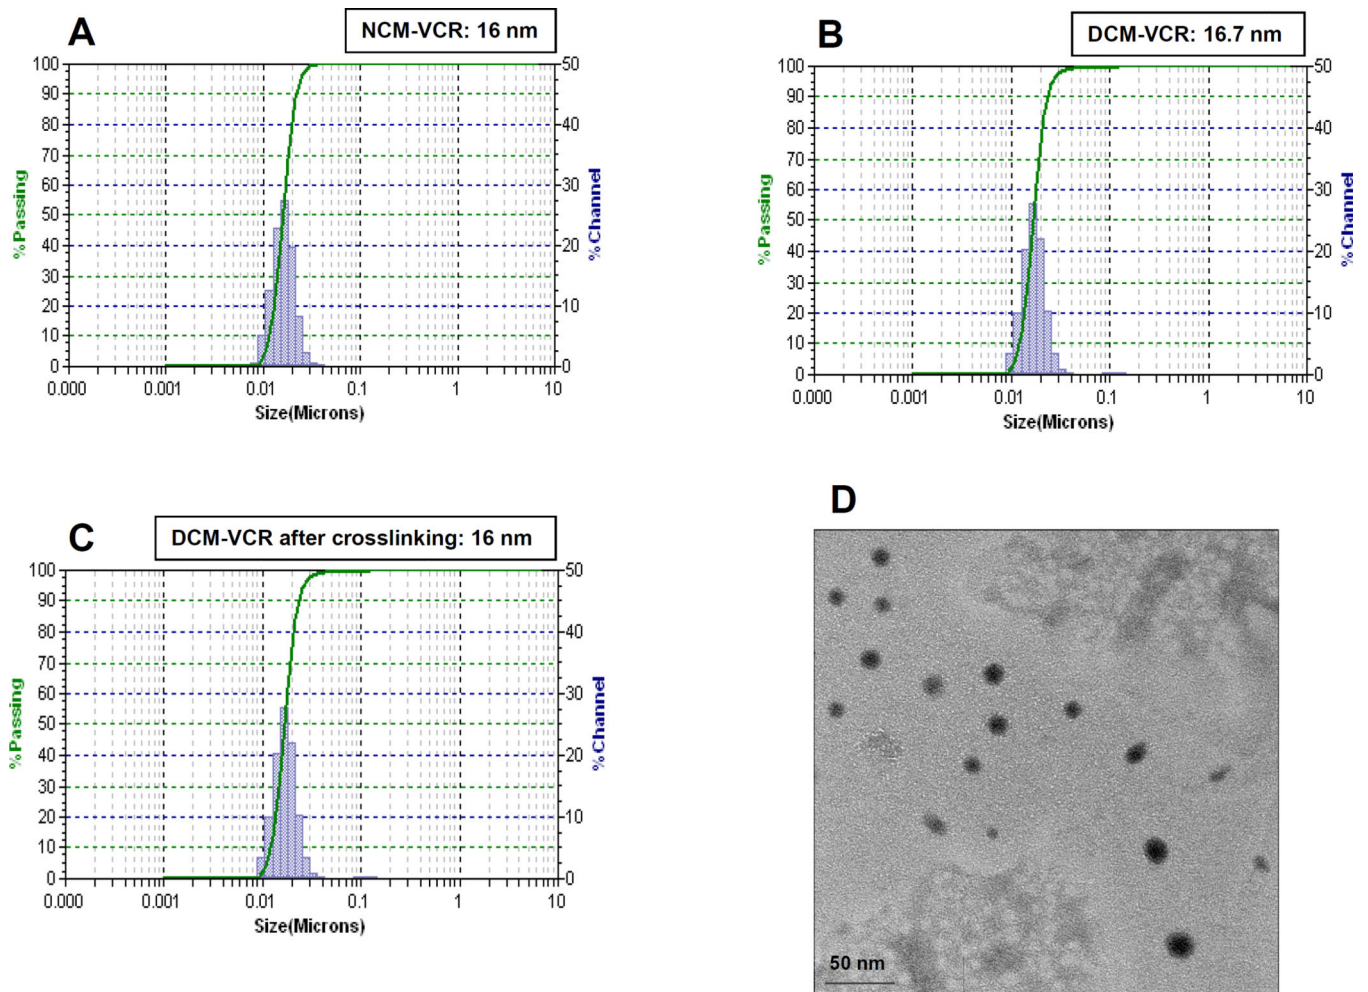 A
NCM-VCR: 16 nm
100
90
80
70
60
50
40
30
20
10
0
%Passing
50
40
30
20
10
0
%Channel
0.000 0.001 0.01 0.1 1 10
Size(Microns)
B
DCM-VCR: 16.7 nm
100
90
80
70
60
50
40
30
20
10
0
%Passing
50
40
30
20
10
0
%Channel
0.000 0.001 0.01 0.1 1 10
Size(Microns)
C
DCM-VCR after crosslinking: 16 nm
100
90
80
70
60
50
40
30
20
10
0
%Passing
50
40
30
20
10
0
%Channel
0.000 0.001 0.01 0.1 1 10
Size(Microns)
D
50 nm